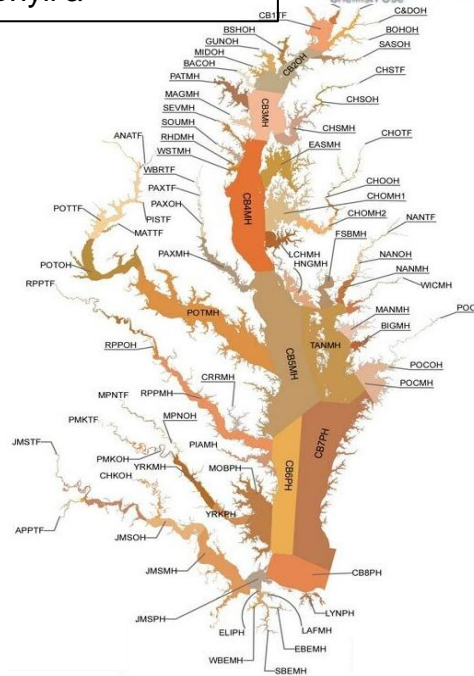 CB1TF
C&DOH
BSHOH
BOHOH
GUNOH
SASOH
MIDOH
CB2OH
BACOH
CHSTF
PATMH
MAGMH
CHSOH
SEVMH
CB3MH
SOUMH
CHSMH
RHDMH
CHOTF
ANATF
EASMH
WSTMH
WBRTF
CHOOH
PAXTF
CB4MH
CHOMH1
PAXOH
POTTF
CHOMH2
PISTF
NANTF
MATTF
FSBMH
PAXMH
LCHMH
NANOH
POTOH
HNGMH
NANMH
RPPTF
WICMH
POTMH
MANMH
BIGMH
TANMH
RPPOH
CB5MH
POCOH
CRRMH
POCMH
RPPMH
MPNTF
MPNOH
PMKTF
PIAMH
CB7PH
JMSTF
PMKOH
YRKMH
MOBPH
CHKOH
CB6PH
YRKPH
APPTF
JMSOH
JMSMH
CB8PH
JMSPH
LYNPH
ELIPH
LAFMH
WBEMH
EBEMH
SBEMH